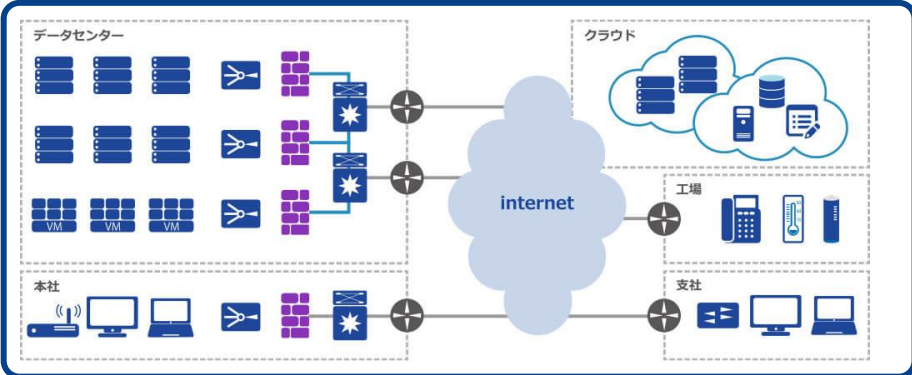 データセンター
クラウド
internet
工場
VM
VM
VM
本社
支社